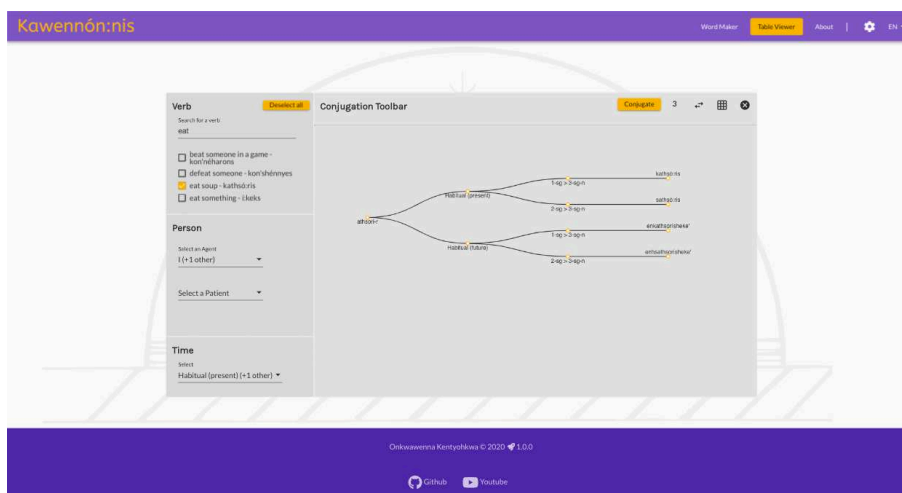 Kawennón:nis
Word Maker
Table Viewer
About
|
EN
Verb
Deselect all
Search for a verb
eat
beat someone in a game -
kon'néharons
defeat someone - kon'shénnyes
eat soup - kathsó:ris
eat something - í:keks
Person
Select an Agent
I (+1 other)
Select a Patient
Time
Select
Habitual (present) (+1 other)
Conjugation Toolbar
Conjugate
3
athsori-r
Habitual (present)
Habitual (future)
1-sg > 3-sg-n
2-sg > 3-sg-n
1-sg > 3-sg-n
2-sg > 3-sg-n
kathsó:ris
sathsó:ris
enkathsorisheke'
Onkwawenna Kentyohkwa © 2020 🚀 1.0.0
Github
Youtube